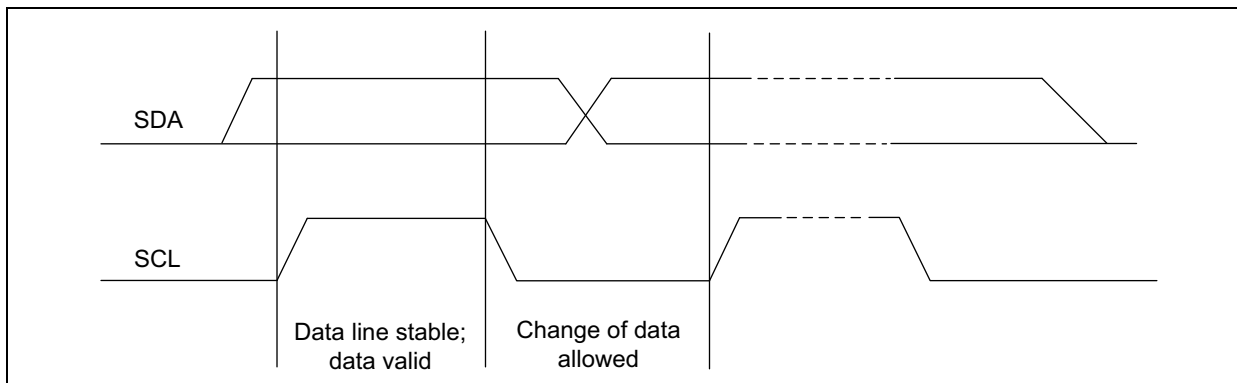 SDA
SCL
Data line stable;
data valid
Change of data
allowed